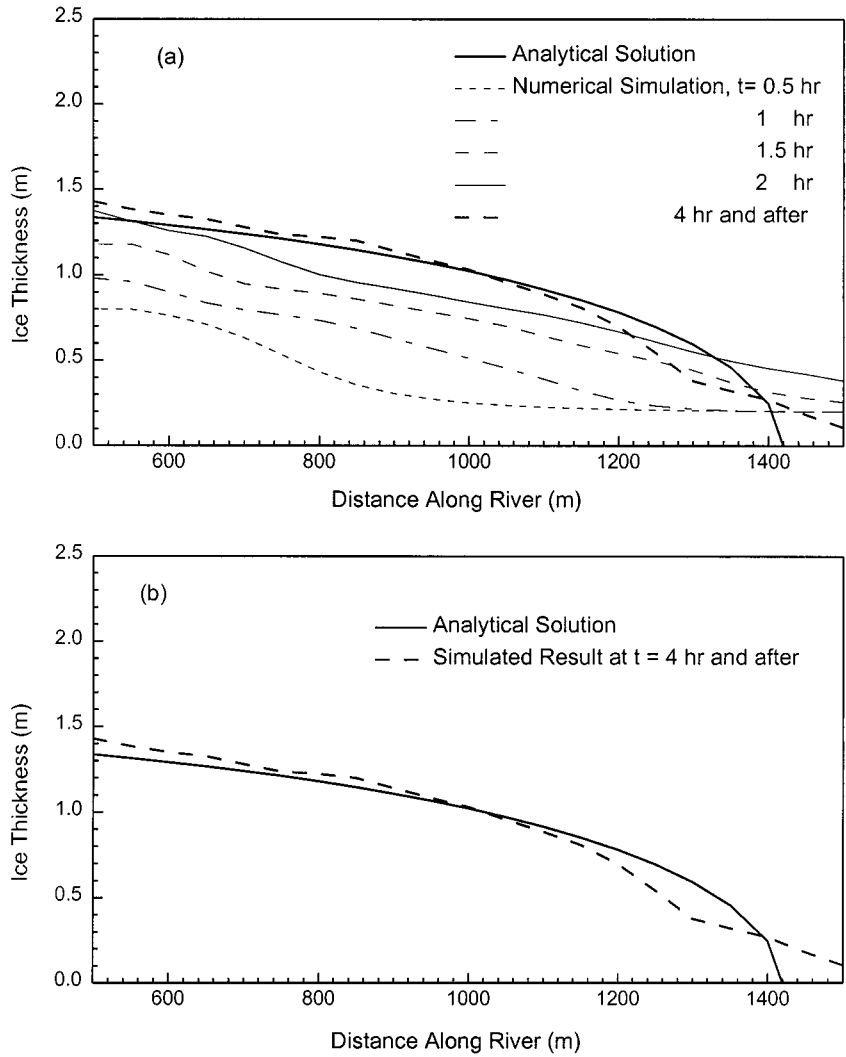 (a)
Analytical Solution
Numerical Simulation, t= 0.5 hr
1 hr
1.5 hr
2 hr
4 hr and after
Ice Thickness (m)
2.5
2.0
1.5
1.0
0.5
0.0
600 800 1000 1200 1400
Distance Along River (m)
(b)
Analytical Solution
Simulated Result at t = 4 hr and after
Ice Thickness (m)
2.5
2.0
1.5
1.0
0.5
0.0
600 800 1000 1200 1400
Distance Along River (m)